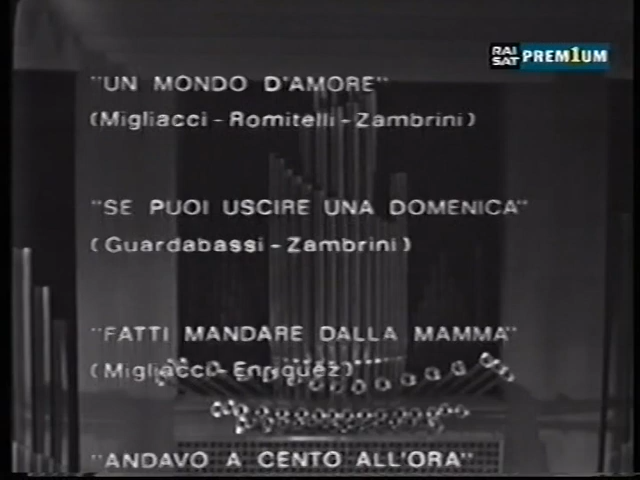 RAI
SAT PREM1UM
"UN MONDO D'AMORE"
(Migliacci - Romitelli - Zambrini)
"SE PUOI USCIRE UNA DOMENICA"
(Guardabassi - Zambrini)
"FATTI MANDARE DALLA MAMMA"
(Migliacci - Enriquez)
"ANDAVO A CENTO ALL'ORA"